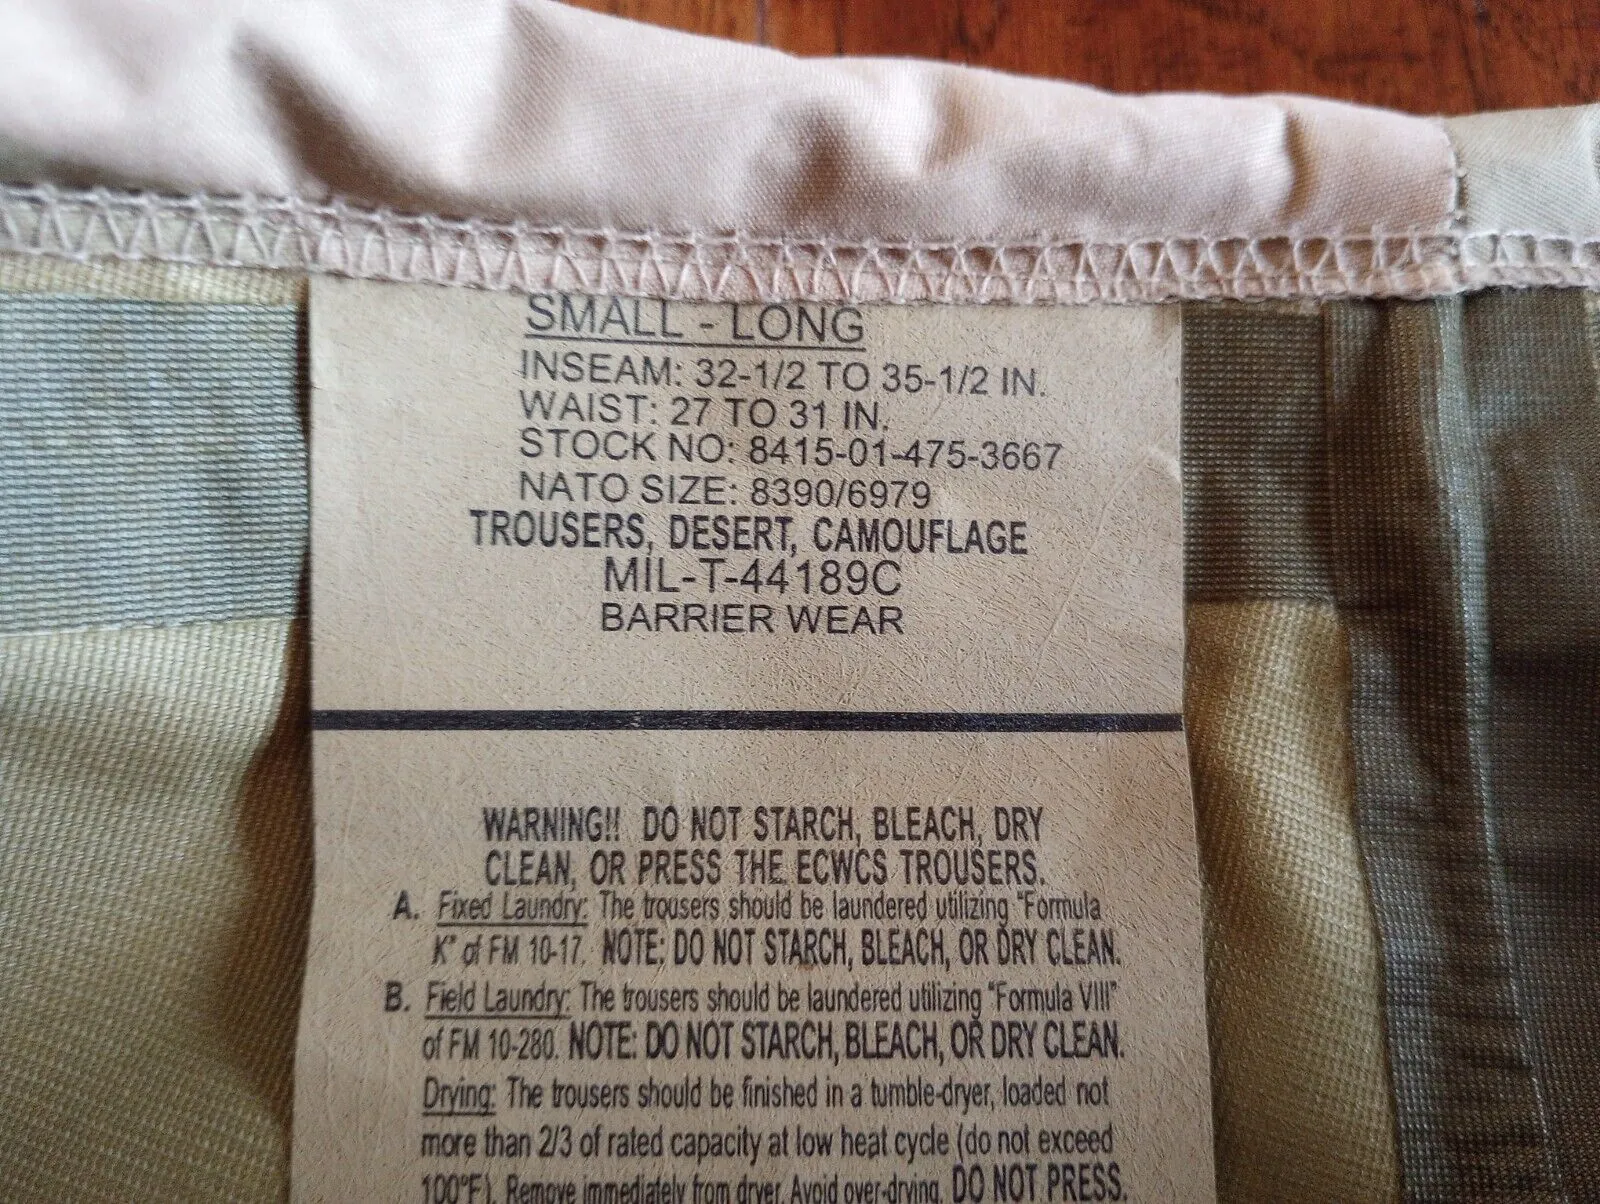 SMALL - LONG
INSEAM: 32-1/2 TO 35-1/2 IN.
WAIST: 27 TO 31 IN.
STOCK NO: 8415-01-475-3667
NATO SIZE: 8390/6979
TROUSERS, DESERT, CAMOUFLAGE
MIL-T-44189C
BARRIER WEAR
WARNING!! DO NOT STARCH, BLEACH, DRY
CLEAN, OR PRESS THE ECWCS TROUSERS.
A. Fixed Laundry: The trousers should be laundered utilizing "Formula
K" of FM 10-17. NOTE: DO NOT STARCH, BLEACH, OR DRY CLEAN.
B. Field Laundry: The trousers should be laundered utilizing "Formula VIII"
of FM 10-280. NOTE: DO NOT STARCH, BLEACH, OR DRY CLEAN.
Drying: The trousers should be finished in a tumble-dryer, loaded not
more than 2/3 of rated capacity at low heat cycle (do not exceed
100°F). Remove immediately from dryer. Avoid over-drying. DO NOT PRESS.